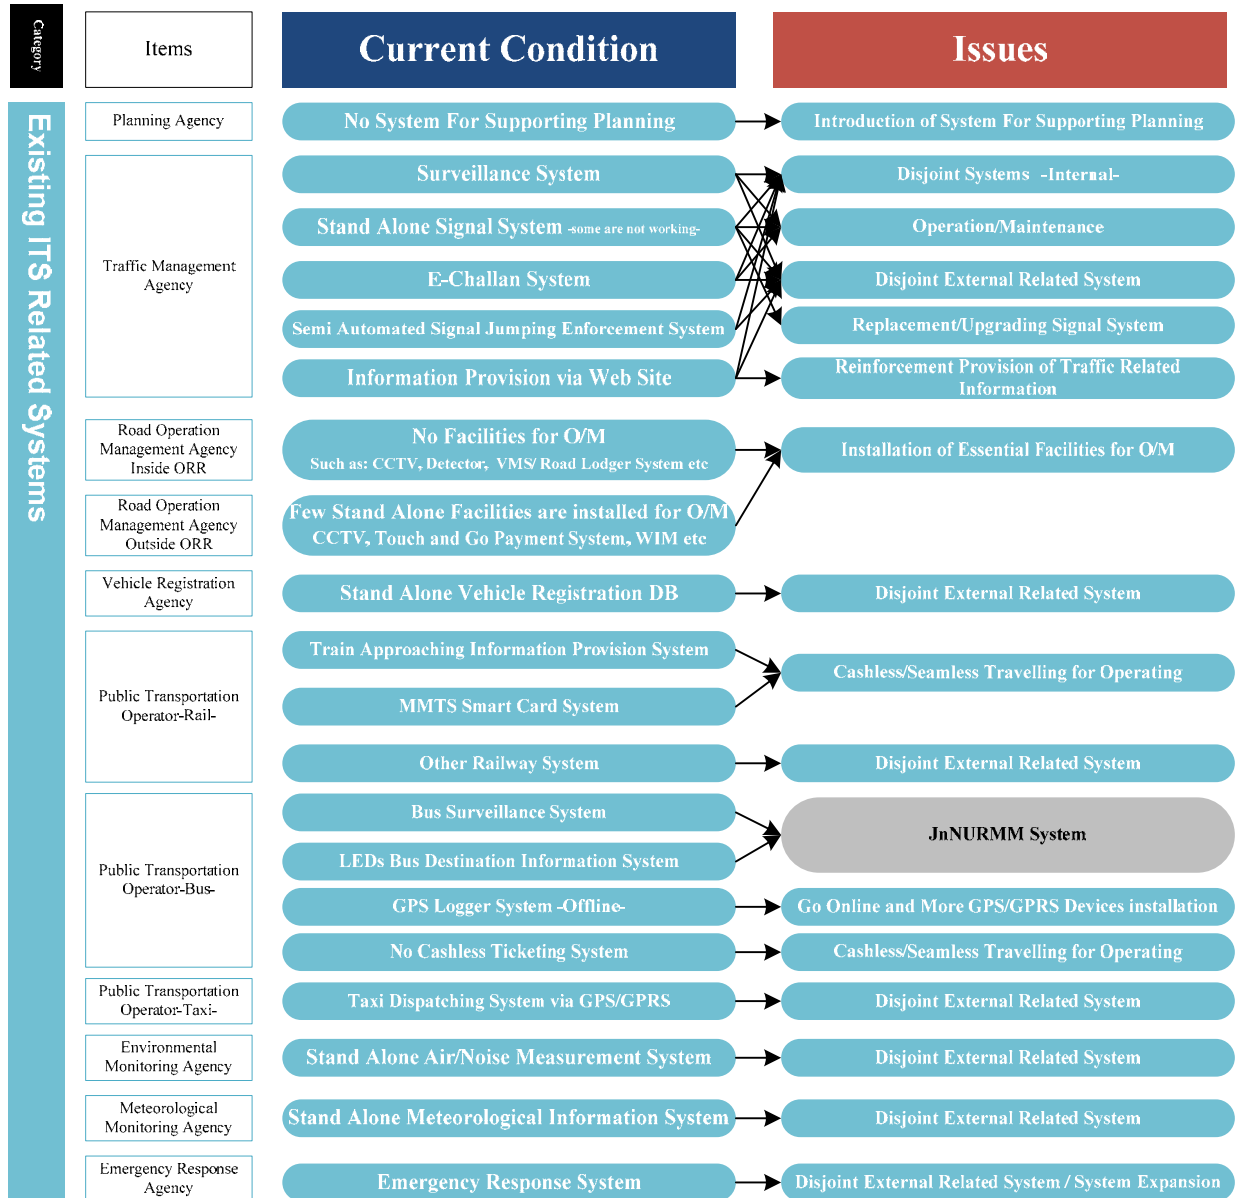 Category
Items
Current Condition
Issues
Existing ITS Related Systems
Planning Agency
No System For Supporting Planning
Introduction of System For Supporting Planning
Traffic Management
Agency
Surveillance System
Disjoint Systems -Internal-
Stand Alone Signal System -some are not working-
Operation/Maintenance
E-Challan System
Disjoint External Related System
Semi Automated Signal Jumping Enforcement System
Replacement/Upgrading Signal System
Information Provision via Web Site
Reinforcement Provision of Traffic Related
Information
Road Operation
Management Agency
Inside ORR
No Facilities for O/M
Such as: CCTV, Detector, VMS/ Road Lodger System etc
Installation of Essential Facilities for O/M
Road Operation
Management Agency
Outside ORR
Few Stand Alone Facilities are installed for O/M
CCTV, Touch and Go Payment System, WIM etc
Vehicle Registration
Agency
Stand Alone Vehicle Registration DB
Disjoint External Related System
Public Transportation
Operator-Rail-
Train Approaching Information Provision System
Cashless/Seamless Travelling for Operating
MMTS Smart Card System
Other Railway System
Disjoint External Related System
Public Transportation
Operator-Bus-
Bus Surveillance System
JnNURMM System
LEDs Bus Destination Information System
GPS Logger System -Offline-
Go Online and More GPS/GPRS Devices installation
No Cashless Ticketing System
Cashless/Seamless Travelling for Operating
Public Transportation
Operator-Taxi-
Taxi Dispatching System via GPS/GPRS
Disjoint External Related System
Environmental
Monitoring Agency
Stand Alone Air/Noise Measurement System
Disjoint External Related System
Meteorological
Monitoring Agency
Stand Alone Meteorological Information System
Disjoint External Related System
Emergency Response
Agency
Emergency Response System
Disjoint External Related System / System Expansion